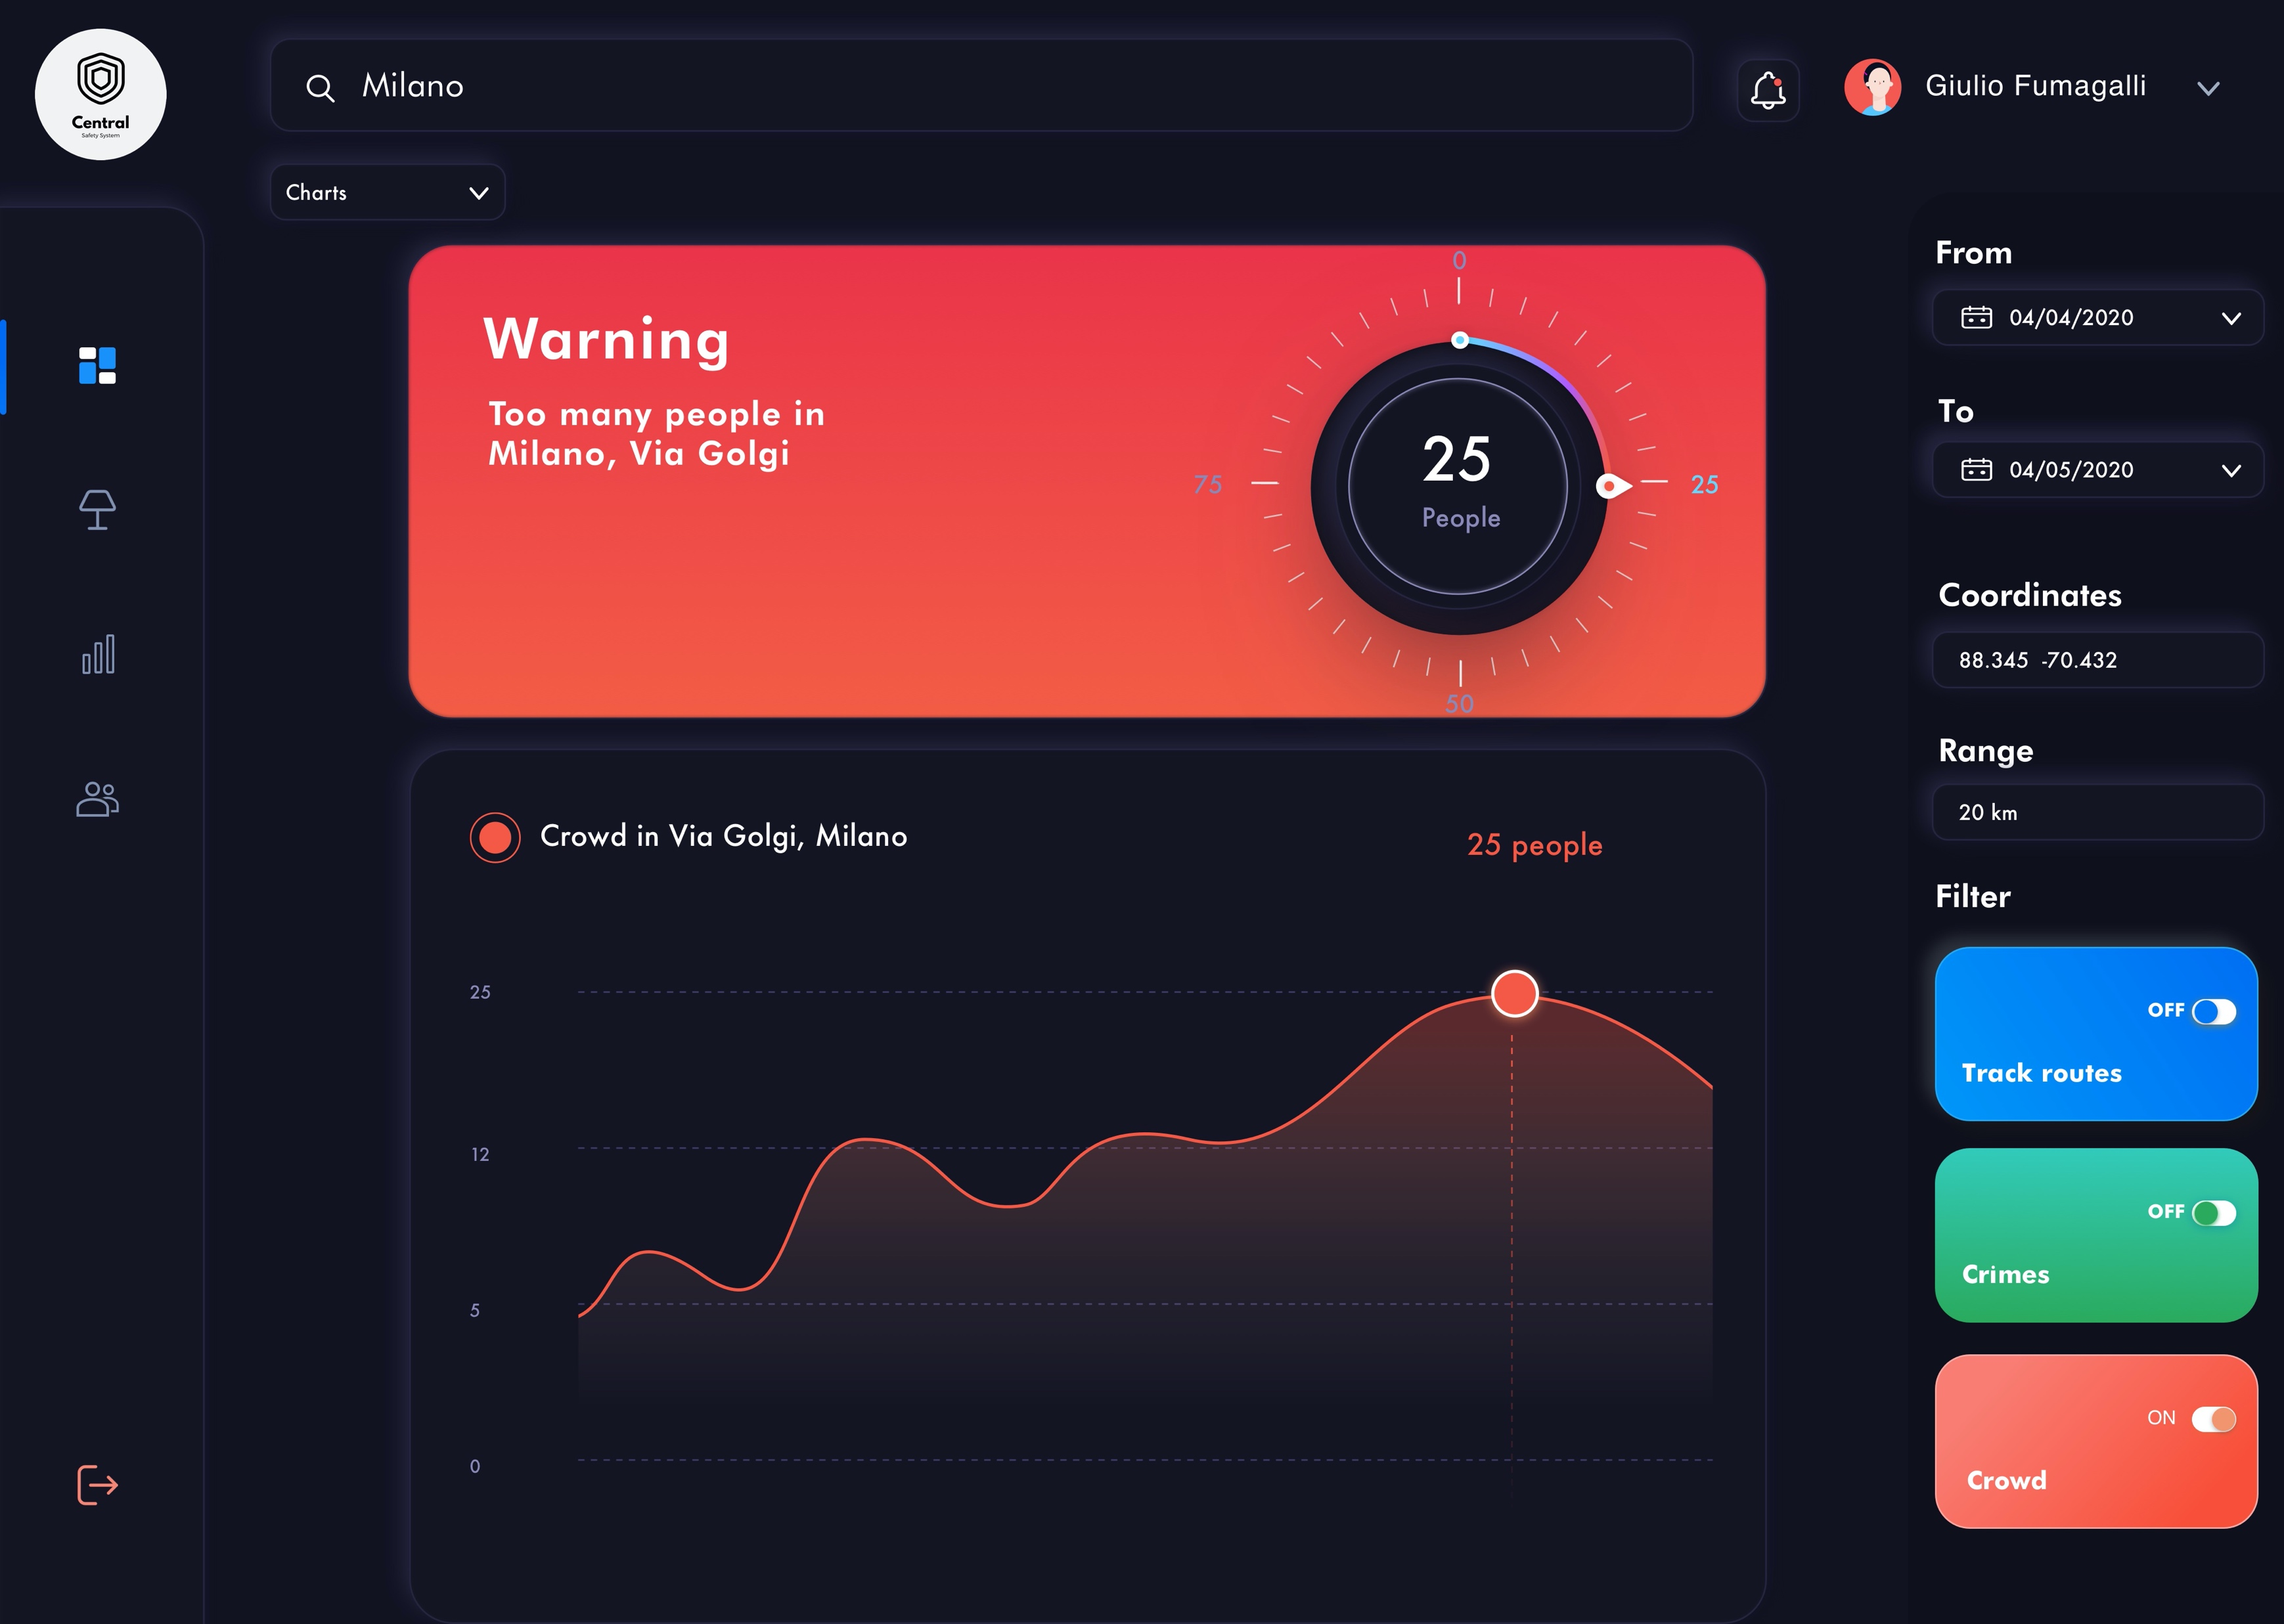 Central
Safety System
Milano
Giulio Fumagalli
Charts
Warning
Too many people in
Milano, Via Golgi
0
25
50
75
25
People
Crowd in Via Golgi, Milano
25 people
25
12
5
0
From
04/04/2020
To
04/05/2020
Coordinates
88.345 -70.432
Range
20 km
Filter
OFF
Track routes
OFF
Crimes
ON
Crowd